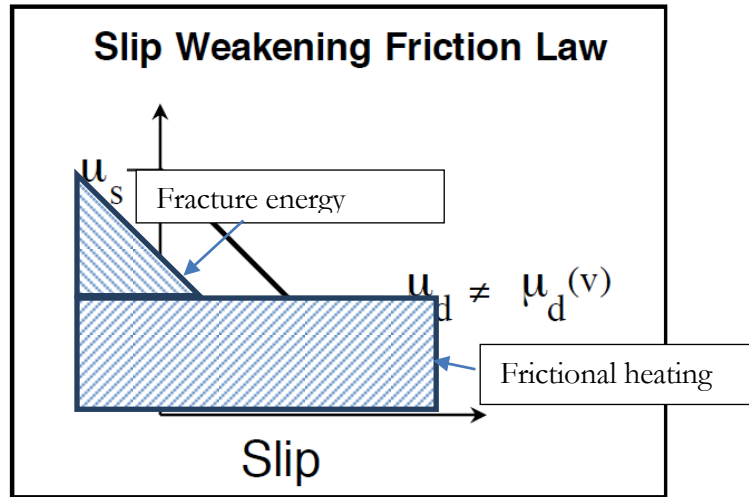 Slip Weakening Friction Law
μs
Fracture energy
μd ≠ μd(v)
Frictional heating
Slip